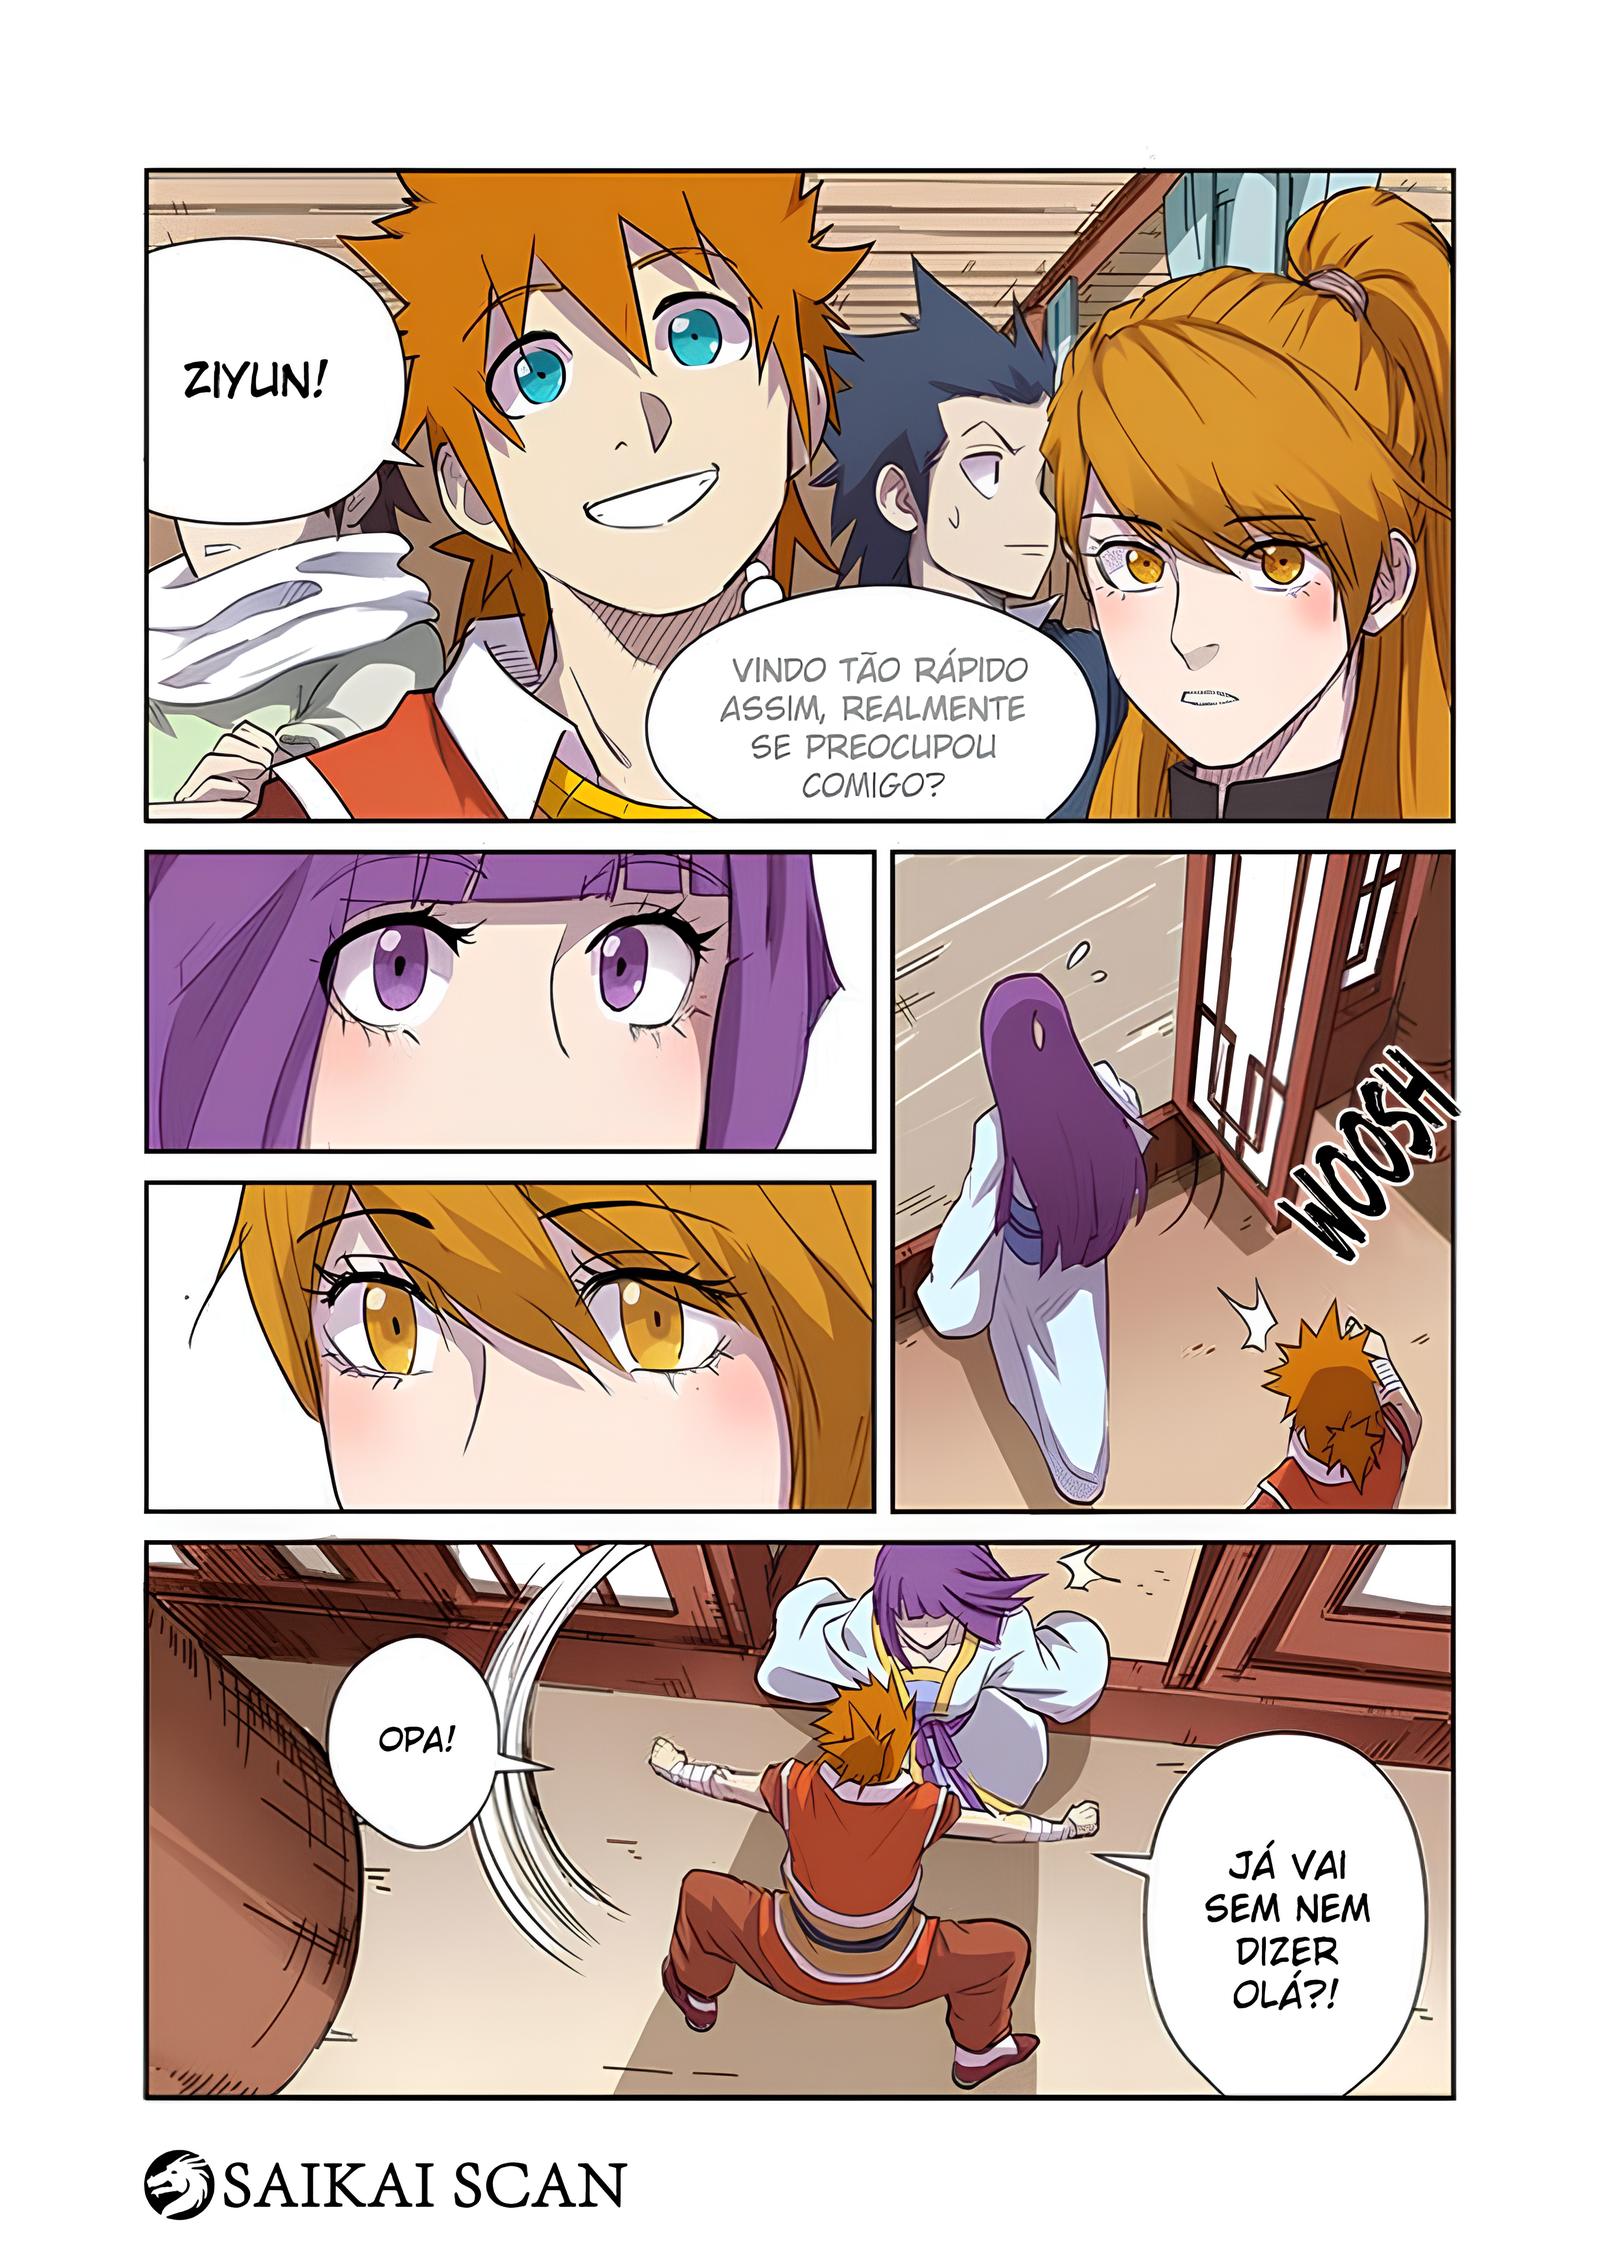 ZIYUN!
VINDO TÃO RÁPIDO
ASSIM, REALMENTE
SE PREOCUPOU
COMIGO?
WOOSH
OPA!
JÁ VAI
SEM NEM
DIZER
OLÁ?!
SAIKAI SCAN